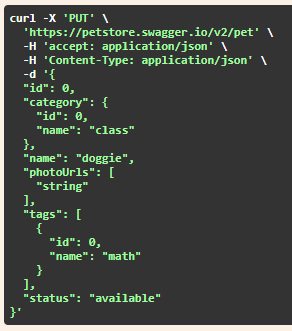 curl -X 'PUT' \
  'https://petstore.swagger.io/v2/pet' \
  -H 'accept: application/json' \
  -H 'Content-Type: application/json' \
  -d '{
  "id": 0,
  "category": {
    "id": 0,
    "name": "class"
  },
  "name": "doggie",
  "photoUrls": [
    "string"
  ],
  "tags": [
    {
      "id": 0,
      "name": "math"
    }
  ],
  "status": "available"
}'